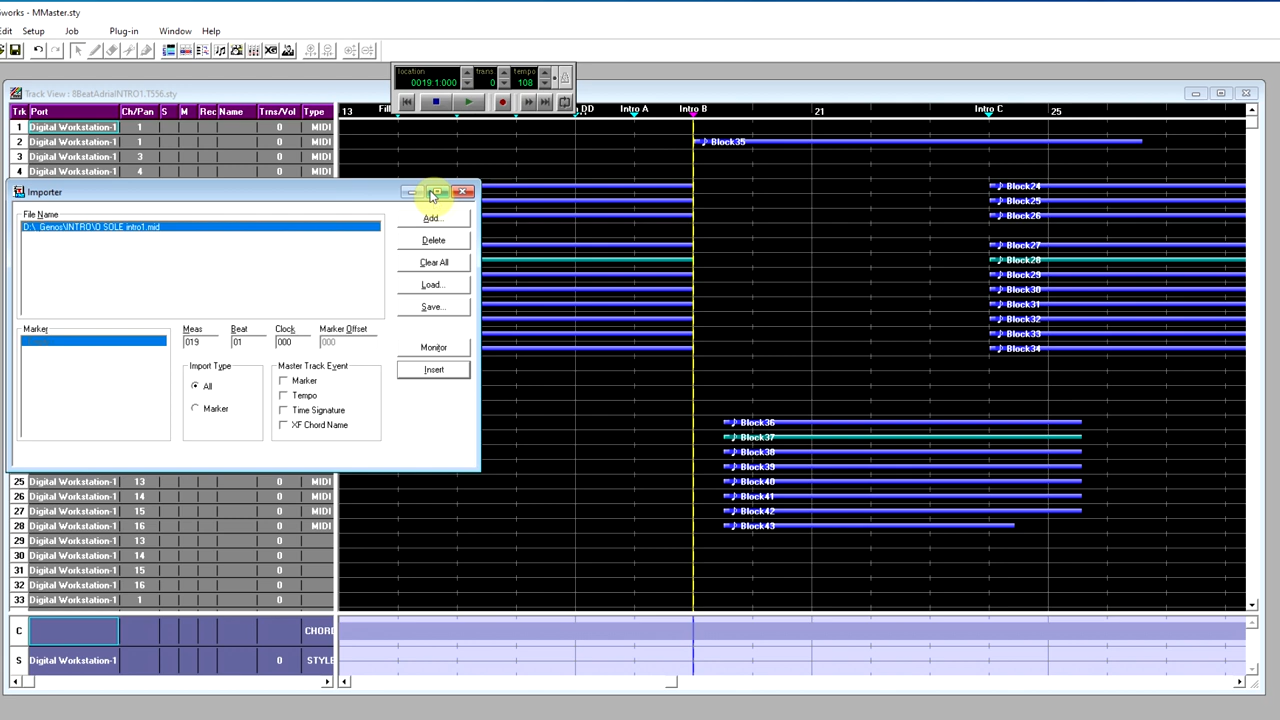 works - MMaster.sty
Edit Setup Job Plug-in Window Help
location trans tempo
0019:1:000 0 108
Track View : 8BeatAdriaINTRO1.T556.sty
Trk Port Ch/Pan S M Rec Name Trns/Vol Type
13 Intro A Intro B 21 Intro C 25
1 Digital Workstation-1 1 0 MIDI
2 Digital Workstation-1 1 0 MIDI Block35
3 Digital Workstation-1 3 0 MIDI
4 Digital Workstation-1 4 0 MIDI
Importer
File Name
D:\_Genos\INTRO\O SOLE intro1.mid
Add...
Delete
Clear All
Load...
Save...
Marker Meas Beat Clock Marker Offset
019 01 000 000
Monitor
Insert
Import Type
All
Marker
Master Track Event
Marker
Tempo
Time Signature
XF Chord Name
Block24
Block25
Block26
Block27
Block28
Block29
Block30
Block31
Block32
Block33
Block34
Block36
Block37
Block38
Block39
Block40
Block41
Block42
Block43
25 Digital Workstation-1 13 0 MIDI
26 Digital Workstation-1 14 0 MIDI
27 Digital Workstation-1 15 0 MIDI
28 Digital Workstation-1 16 0 MIDI
29 Digital Workstation-1 13 0
30 Digital Workstation-1 14 0
31 Digital Workstation-1 15 0
32 Digital Workstation-1 16 0
33 Digital Workstation-1 1 0
C CHORD
S Digital Workstation-1 0 STYLE